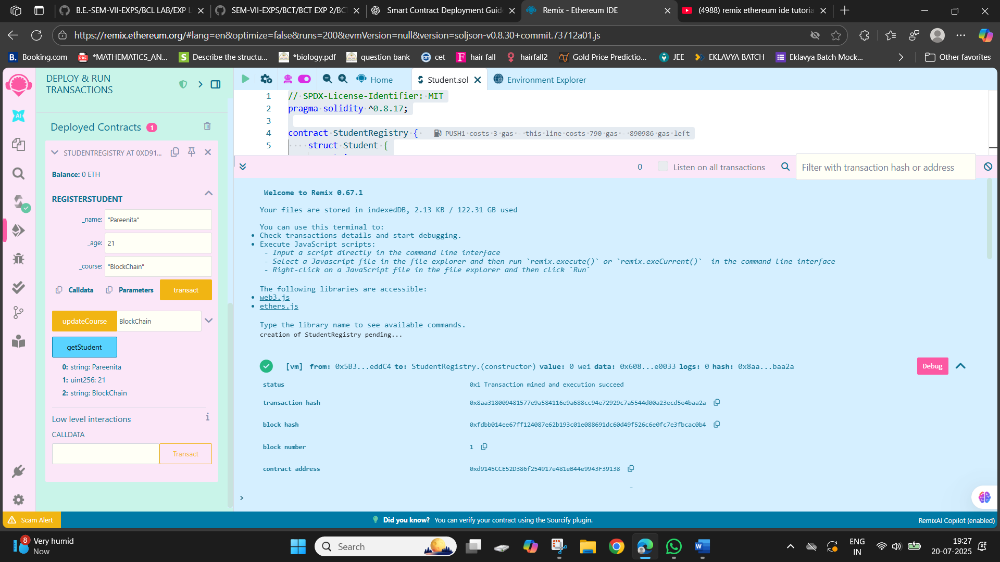 B.E.-SEM-VII-EXPS/BCL LAB/EXP
SEM-VII-EXPS/BCT/BCT EXP 2/BC
Smart Contract Deployment Guid
Remix - Ethereum IDE
(4988) remix ethereum ide tutoria
https://remix.ethereum.org/#lang=en&optimize=false&runs=200&evmVersion=null&version=soljson-v0.8.30+commit.73712a01.js
B. Booking.com
PDF *MATHEMATICS_AN...
S Describe the structu...
*biology.pdf
question bank
cet
F hair fall
hairfall2
Gold Price Predictio...
JEE
EKLAVYA BATCH
Eklavya Batch Mock...
Other favorites
DEPLOY & RUN
TRANSACTIONS
AI
Deployed Contracts 1
STUDENTREGISTRY AT 0XD91...
Balance: 0 ETH
REGISTERSTUDENT
_name: "Pareenita"
_age: 21
_course: "BlockChain"
Calldata Parameters transact
updateCourse BlockChain
getStudent
0: string: Pareenita
1: uint256: 21
2: string: BlockChain
Low level interactions i
CALLDATA
Transact
Home
Student.sol
Environment Explorer
1 // SPDX-License-Identifier: MIT
2 pragma solidity ^0.8.17;
3
4 contract StudentRegistry { PUSH1 costs 3 gas - this line costs 790 gas - 890986 gas left
5 struct Student {
0 Listen on all transactions Filter with transaction hash or address
Welcome to Remix 0.67.1
Your files are stored in indexedDB, 2.13 KB / 122.31 GB used
You can use this terminal to:
• Check transactions details and start debugging.
• Execute JavaScript scripts:
- Input a script directly in the command line interface
- Select a Javascript file in the file explorer and then run `remix.execute()` or `remix.exeCurrent()` in the command line interface
- Right-click on a JavaScript file in the file explorer and then click `Run`
The following libraries are accessible:
• web3.js
• ethers.js
Type the library name to see available commands.
creation of StudentRegistry pending...
[vm] from: 0x5B3...eddC4 to: StudentRegistry.(constructor) value: 0 wei data: 0x608...e0033 logs: 0 hash: 0x8aa...baa2a Debug
status 0x1 Transaction mined and execution succeed
transaction hash 0x8aa318009481577e9a584116e9a688cc94e72929c7a5544d00a23ecd5e4baa2a
block hash 0xfdbb014ee67ff124087e62b193c01e088691dc60d49f526c6e0fc7e3fbcac0b4
block number 1
contract address 0xd9145CCE52D386f254917e481eB44e9943F39138
>
Scam Alert
Did you know? You can verify your contract using the Sourcify plugin.
RemixAI Copilot (enabled)
8 Very humid
Now
Search
W
ENG
IN
19:27
20-07-2025